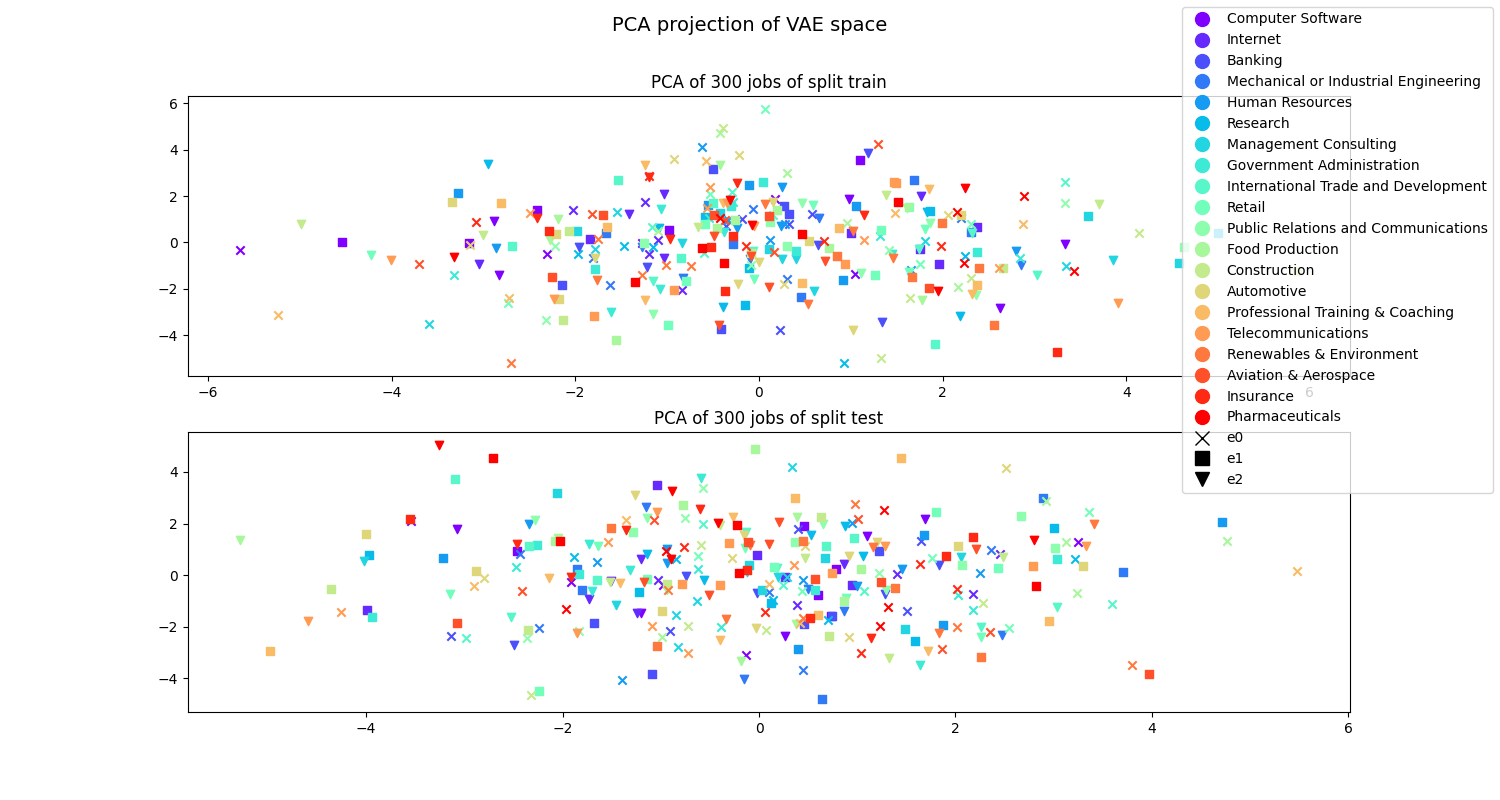 PCA projection of VAE space
PCA of 300 jobs of split train
6
4
2
0
−2
−4
−6
−4
−2
0
2
4
6
PCA of 300 jobs of split test
4
2
0
−2
−4
−4
−2
0
2
4
6
Computer Software
Internet
Banking
Mechanical or Industrial Engineering
Human Resources
Research
Management Consulting
Government Administration
International Trade and Development
Retail
Public Relations and Communications
Food Production
Construction
Automotive
Professional Training & Coaching
Telecommunications
Renewables & Environment
Aviation & Aerospace
Insurance
Pharmaceuticals
e0
e1
e2